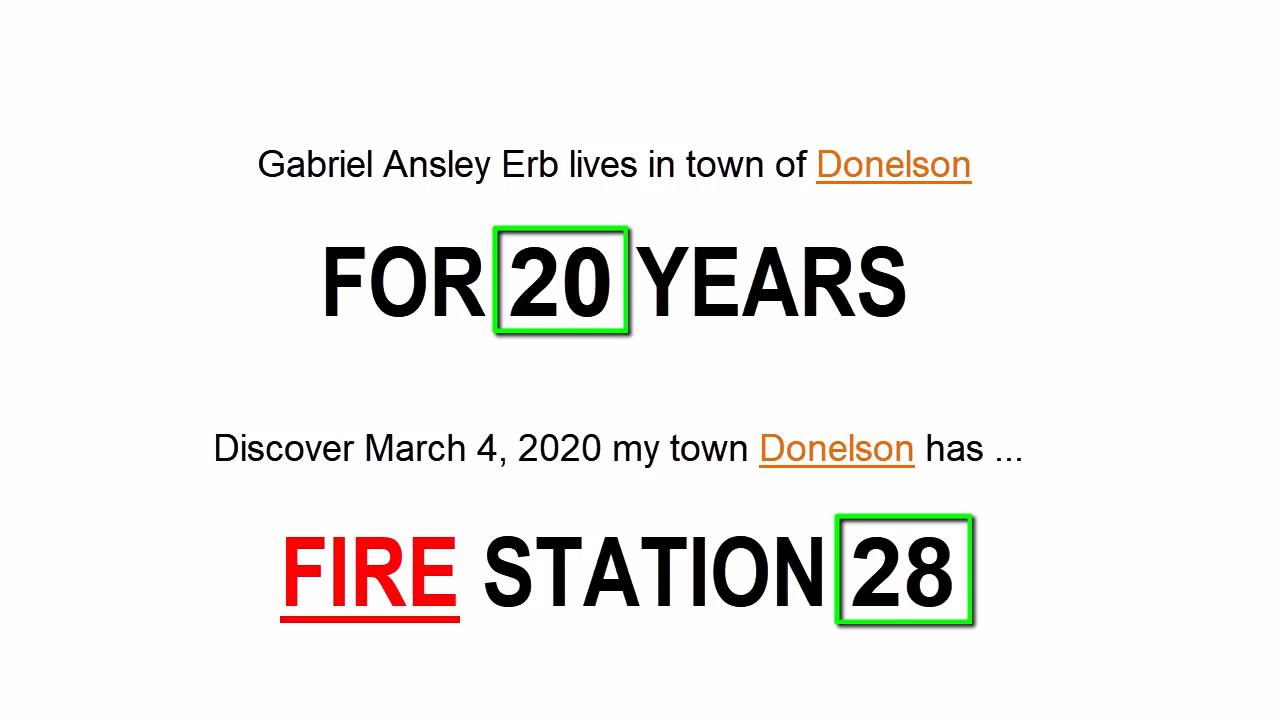 Gabriel Ansley Erb lives in town of Donelson
FOR 20 YEARS
Discover March 4, 2020 my town Donelson has ...
FIRE STATION 28